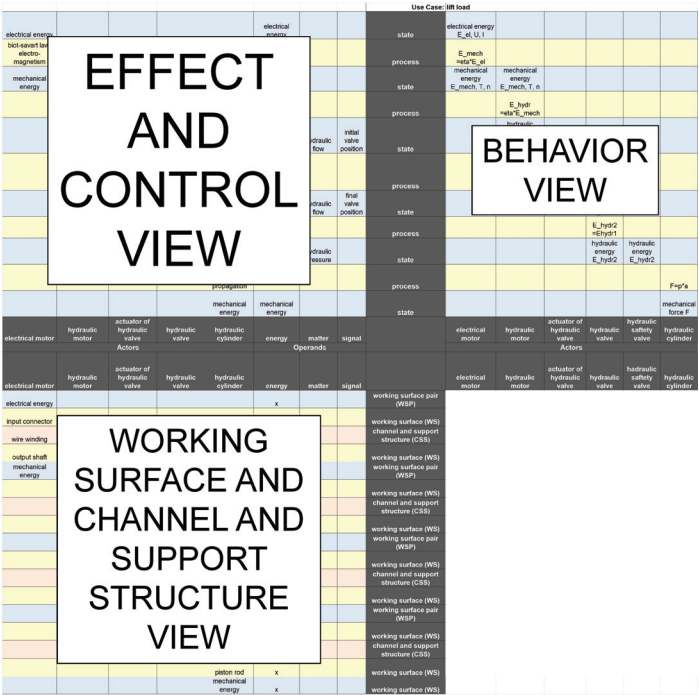 Use Case: lift load
electrical
energy
state
electrical energy
E_el, U, I
biot-savart law
electro-
magnetism
process
E_mech
=eta*E_el
mechanical
energy
state
mechanical
energy
E_mech, T, n
mechanical
energy
E_mech, T, n
process
E_hydr
=eta*E_mech
flow
initial
valve
position
state
process
flow
final
valve
position
state
process
E_hydr2
=Ehydr1
state
hydraulic
energy
E_hydr2
hydraulic
energy
E_hydr2
propagation
process
F=p*a
mechanical
energy
mechanical
energy
state
mechanical
force F
EFFECT
AND
CONTROL
VIEW
BEHAVIOR
VIEW
electrical motor
hydraulic
motor
actuator of
hydraulic
valve
hydraulic
valve
hydraulic
cylinder
energy
matter
signal
electrical
motor
hydraulic
motor
actuator of
hydraulic
valve
hydraulic
valve
hydraulic
saftety
valve
hydraulic
cylinder
Actors
Operands
Actors
electrical motor
hydraulic
motor
actuator of
hydraulic
valve
hydraulic
valve
hydraulic
cylinder
energy
matter
signal
electrical
motor
hydraulic
motor
actuator of
hydraulic
valve
hydraulic
valve
hadraulic
saftety
valve
hydraulic
cylinder
electrical energy
x
working surface pair
(WSP)
input connector
working surface (WS)
wire winding
channel and support
structure (CSS)
output shaft
working surface (WS)
mechanical
energy
working surface pair
(WSP)
working surface (WS)
channel and support
structure (CSS)
working surface (WS)
working surface pair
(WSP)
working surface (WS)
channel and support
structure (CSS)
working surface (WS)
working surface pair
(WSP)
working surface (WS)
channel and support
structure (CSS)
piston rod
x
working surface (WS)
mechanical
energy
x
working surface (WS)
WORKING
SURFACE AND
CHANNEL AND
SUPPORT
STRUCTURE
VIEW